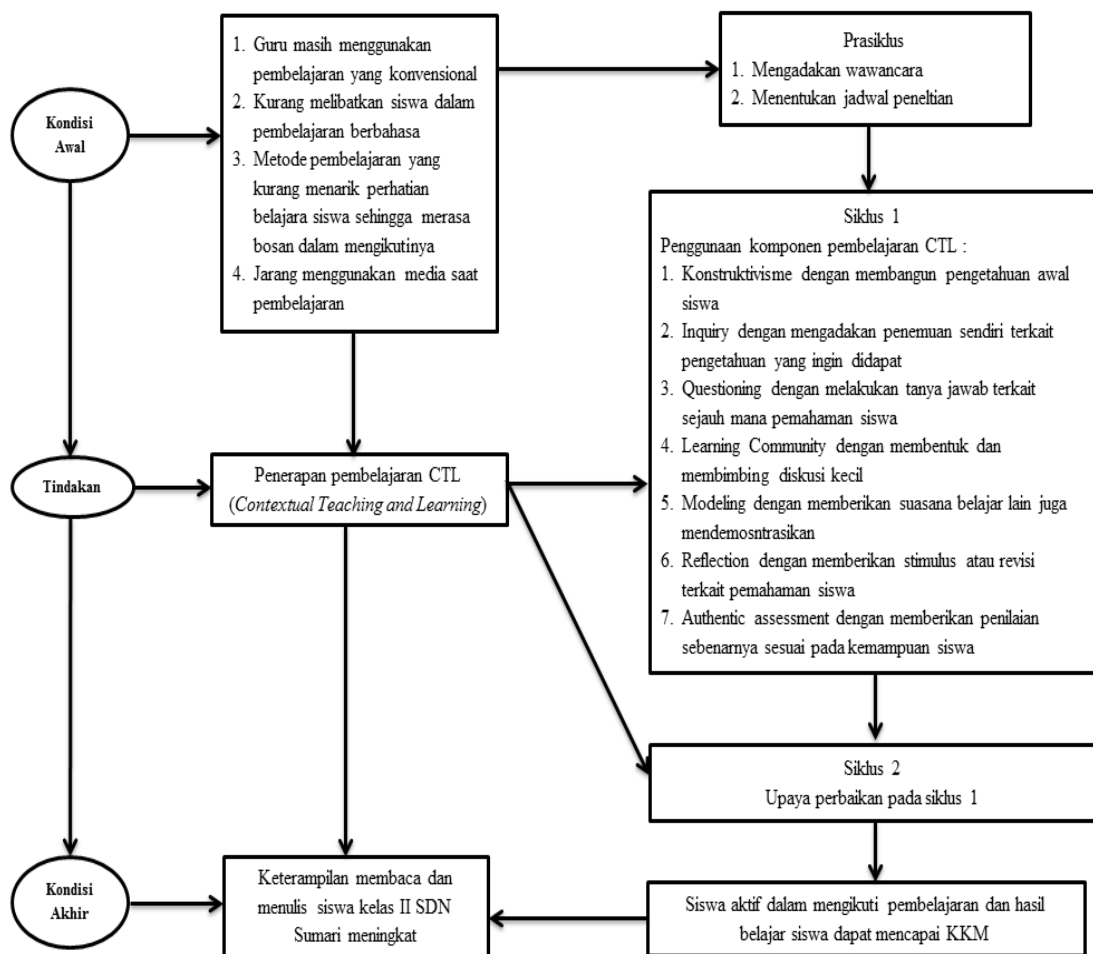 Kondisi
Awal
1. Guru masih menggunakan
pembelajaran yang konvensional
2. Kurang melibatkan siswa dalam
pembelajaran berbahasa
3. Metode pembelajaran yang
kurang menarik perhatian
belajara siswa sehingga merasa
bosan dalam mengikutinya
4. Jarang menggunakan media saat
pembelajaran
Prasiklus
1. Mengadakan wawancara
2. Menentukan jadwal peneltian
Siklus 1
Penggunaan komponen pembelajaran CTL :
1. Konstruktivisme dengan membangun pengetahuan awal
siswa
2. Inquiry dengan mengadakan penemuan sendiri terkait
pengetahuan yang ingin didapat
3. Questioning dengan melakukan tanya jawab terkait
sejauh mana pemahaman siswa
4. Learning Community dengan membentuk dan
membimbing diskusi kecil
5. Modeling dengan memberikan suasana belajar lain juga
mendemosntrasikan
6. Reflection dengan memberikan stimulus atau revisi
terkait pemahaman siswa
7. Authentic assessment dengan memberikan penilaian
sebenarnya sesuai pada kemampuan siswa
Tindakan
Penerapan pembelajaran CTL
(Contextual Teaching and Learning)
Siklus 2
Upaya perbaikan pada siklus 1
Kondisi
Akhir
Keterampilan membaca dan
menulis siswa kelas II SDN
Sumari meningkat
Siswa aktif dalam mengikuti pembelajaran dan hasil
belajar siswa dapat mencapai KKM